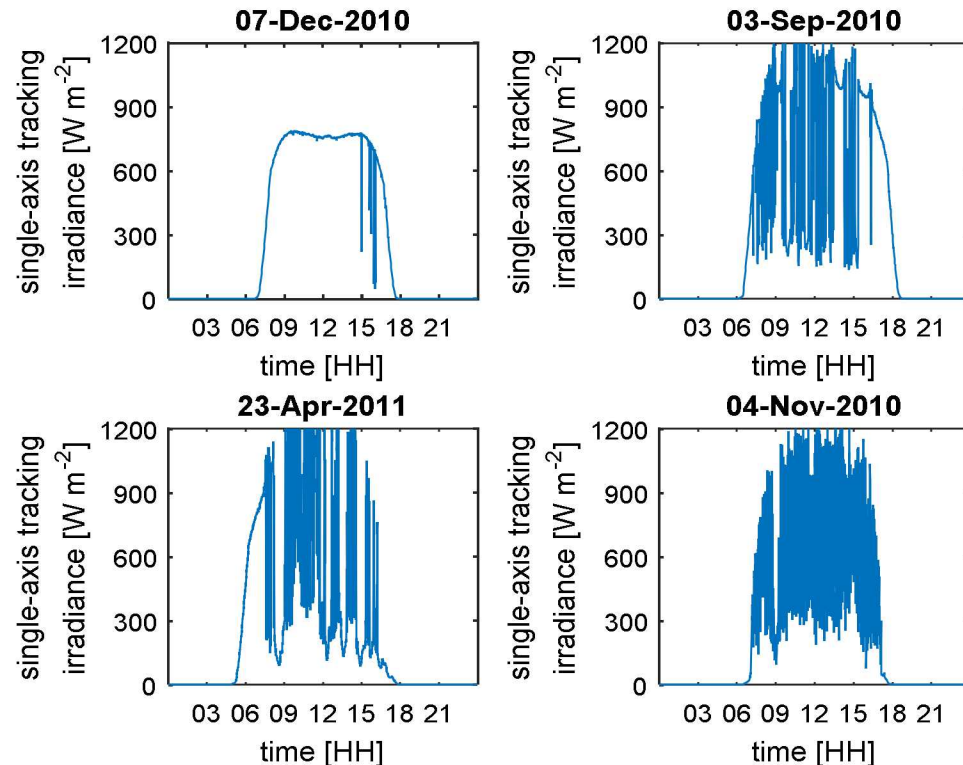 07-Dec-2010
single-axis tracking
irradiance [W m⁻²]
1200
900
600
300
0
03 06 09 12 15 18 21
time [HH]
03-Sep-2010
single-axis tracking
irradiance [W m⁻²]
1200
900
600
300
0
03 06 09 12 15 18 21
time [HH]
23-Apr-2011
single-axis tracking
irradiance [W m⁻²]
1200
900
600
300
0
03 06 09 12 15 18 21
time [HH]
04-Nov-2010
single-axis tracking
irradiance [W m⁻²]
1200
900
600
300
0
03 06 09 12 15 18 21
time [HH]